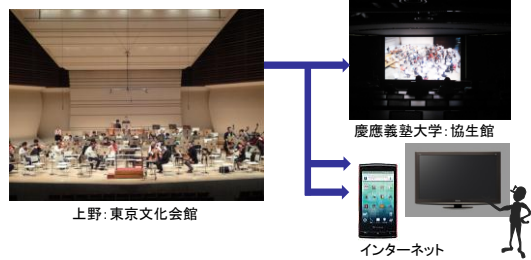 慶應義塾大学：協生館
上野：東京文化会館
インターネット